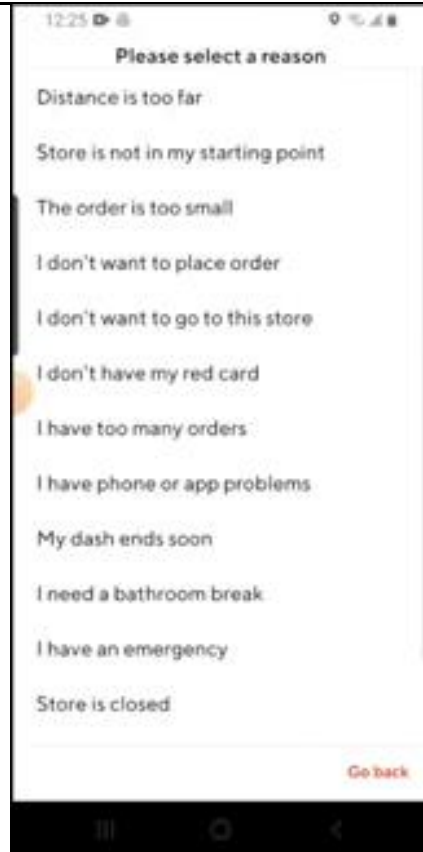 12:25
Please select a reason
Distance is too far
Store is not in my starting point
The order is too small
I don't want to place order
I don't want to go to this store
I don't have my red card
I have too many orders
I have phone or app problems
My dash ends soon
I need a bathroom break
I have an emergency
Store is closed
Go back